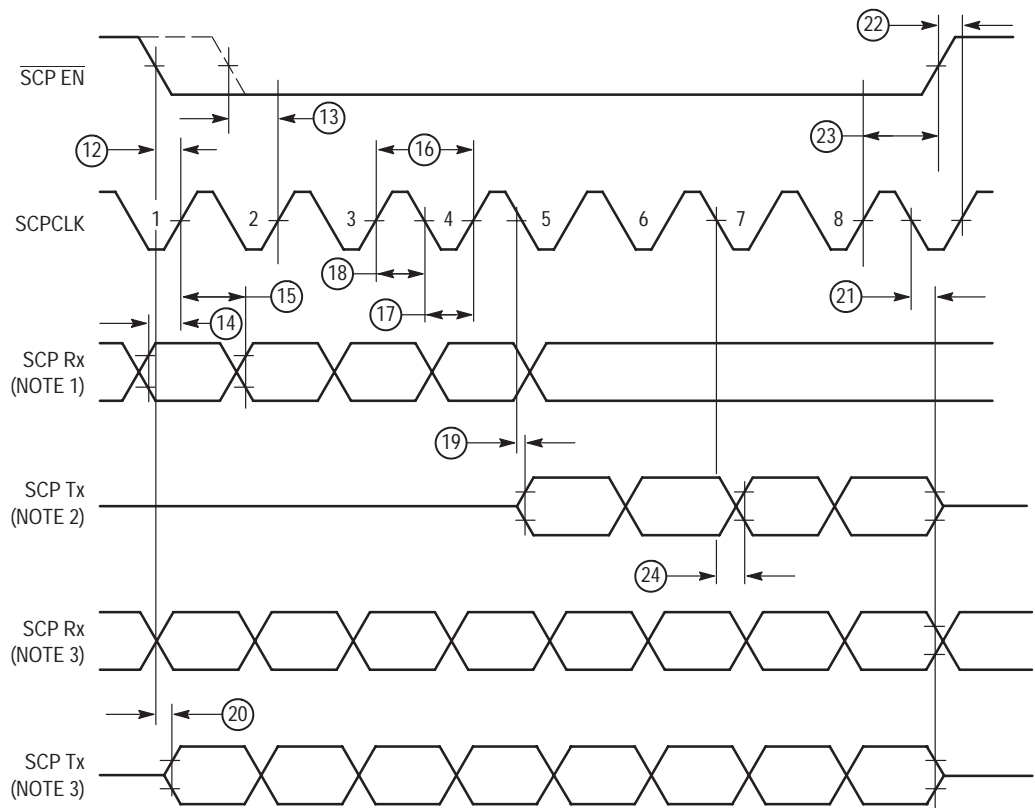 22
SCP EN
13
23
12
16
SCPCLK
1 2 3 4 5 6 7 8
18
15
21
17
14
SCP Rx
(NOTE 1)
19
SCP Tx
(NOTE 2)
24
SCP Rx
(NOTE 3)
20
SCP Tx
(NOTE 3)